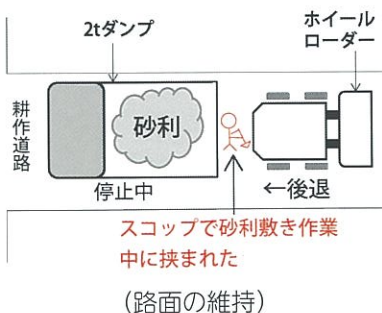 2tダンプ
ホイール
ローダー
耕作道路
砂利
停止中
←後退
スコップで砂利敷き作業
中に挟まれた
(路面の維持)